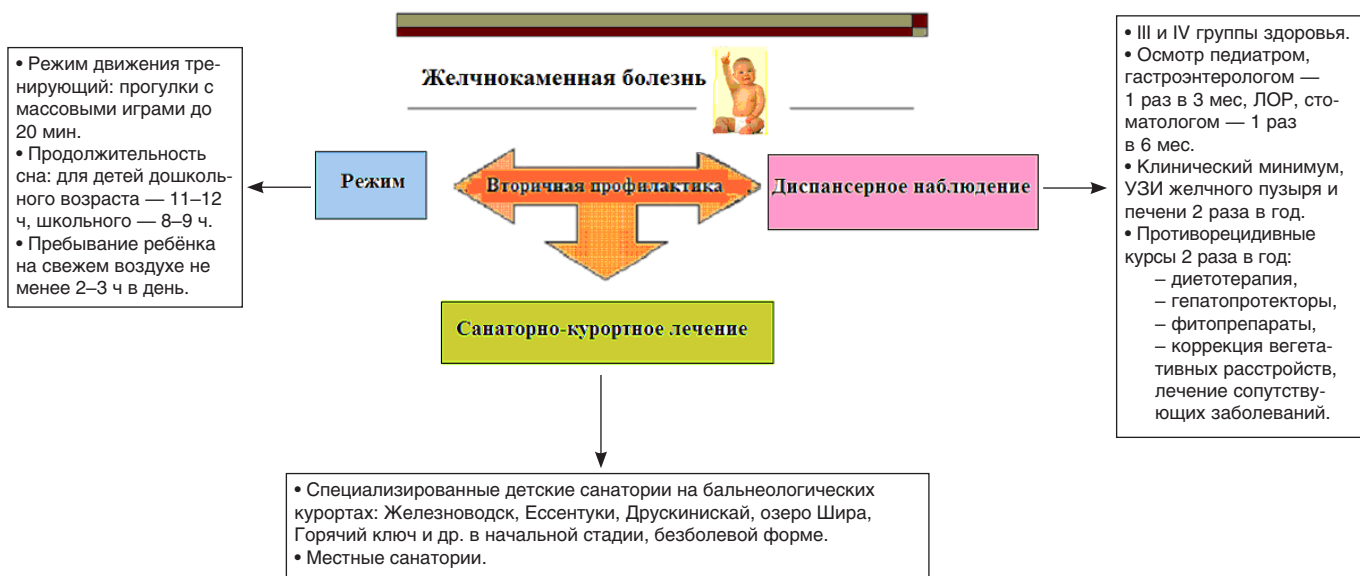 Желчнокаменная болезнь
• Режим движения тре-
нирующий: прогулки с
массовыми играми до
20 мин.
• Продолжительность
сна: для детей дошколь-
ного возраста — 11–12
ч, школьного — 8–9 ч.
• Пребывание ребёнка
на свежем воздухе не
менее 2–3 ч в день.
Режим
Вторичная профилактика
Диспансерное наблюдение
• III и IV группы здоровья.
• Осмотр педиатром,
гастроэнтерологом —
1 раз в 3 мес, ЛОР, сто-
матологом — 1 раз
в 6 мес.
• Клинический минимум,
УЗИ желчного пузыря и
печени 2 раза в год.
• Противорецидивные
курсы 2 раза в год:
– диетотерапия,
– гепатопротекторы,
– фитопрепараты,
– коррекция вегета-
тивных расстройств,
лечение сопутству-
ющих заболеваний.
Санаторно-курортное лечение
• Специализированные детские санатории на бальнеологических
курортах: Железноводск, Ессентуки, Друскинискай, озеро Шира,
Горячий ключ и др. в начальной стадии, безболевой форме.
• Местные санатории.